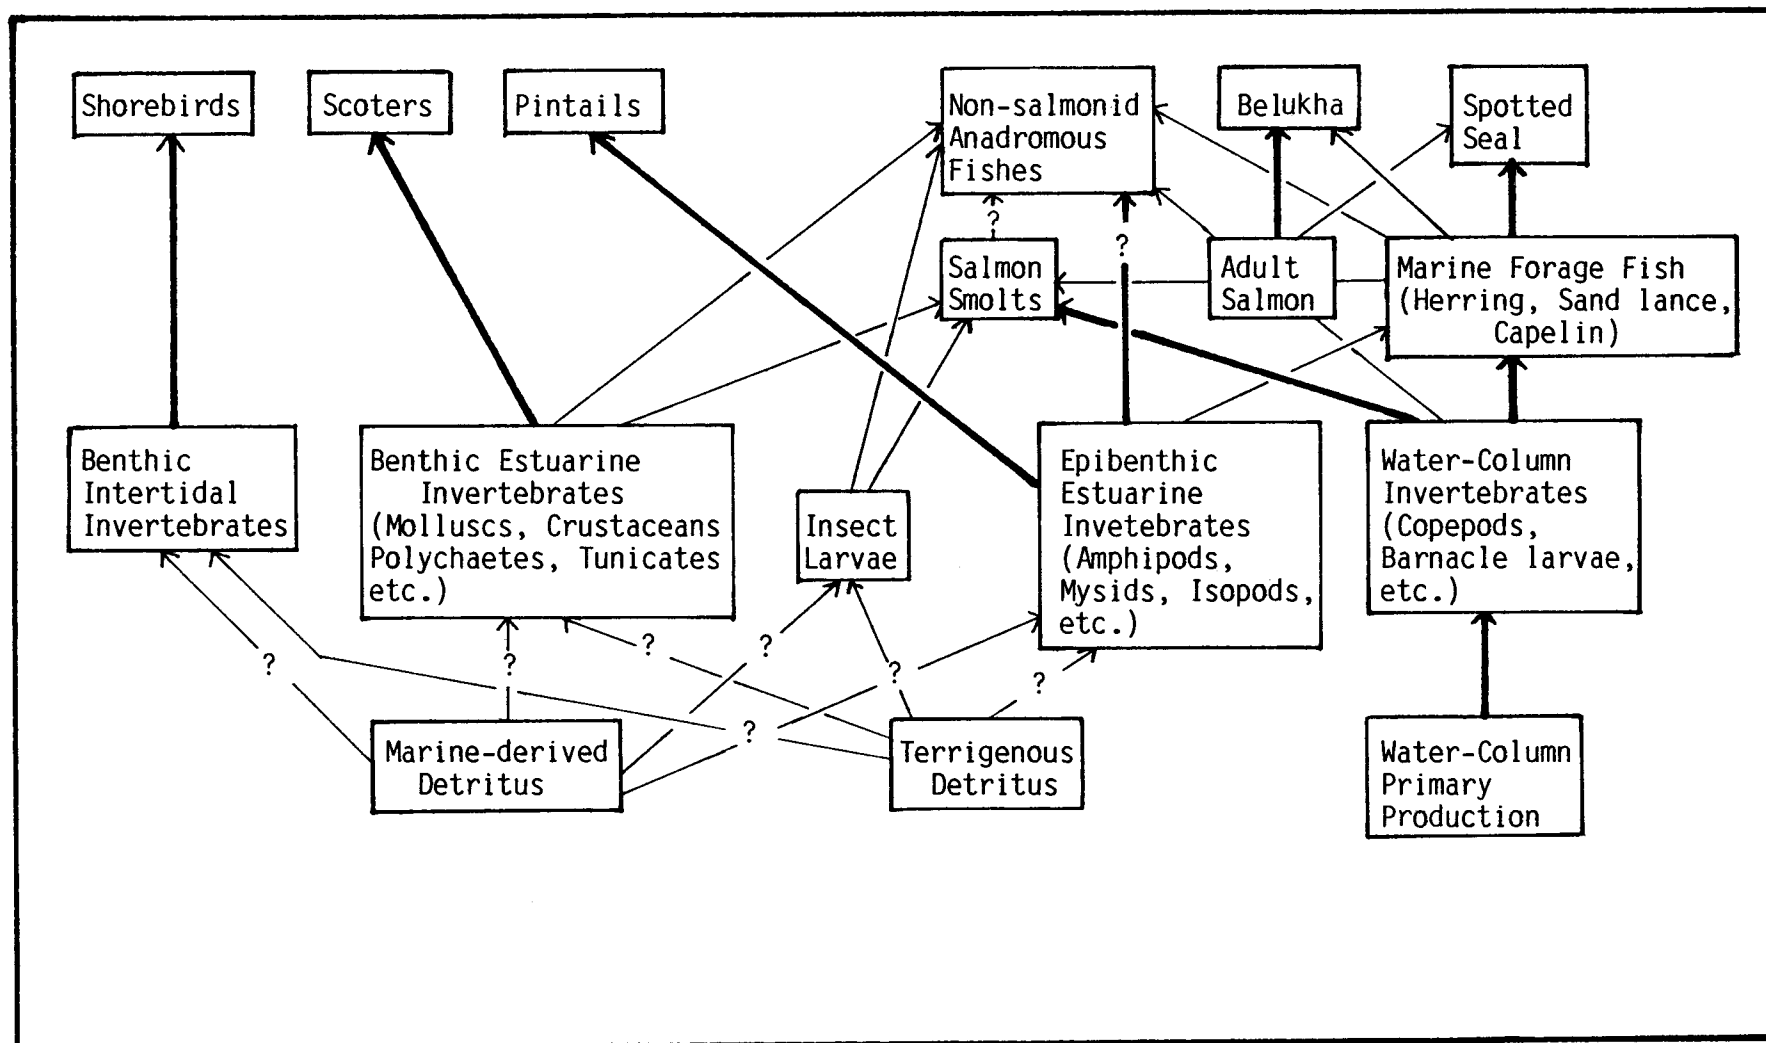 Shorebirds
Scoters
Pintails
Non-salmonid
Anadromous
Fishes
Belukha
Spotted
Seal
?
?
Salmon
Smolts
Adult
Salmon
Marine Forage Fish
(Herring, Sand lance,
Capelin)
Benthic
Intertidal
Invertebrates
Benthic Estuarine
Invertebrates
(Molluscs, Crustaceans
Polychaetes, Tunicates
etc.)
Insect
Larvae
Epibenthic
Estuarine
Invetebrates
(Amphipods,
Mysids, Isopods,
etc.)
Water-Column
Invertebrates
(Copepods,
Barnacle larvae,
etc.)
?
?
?
?
?
?
?
Marine-derived
Detritus
Terrigenous
Detritus
Water-Column
Primary
Production